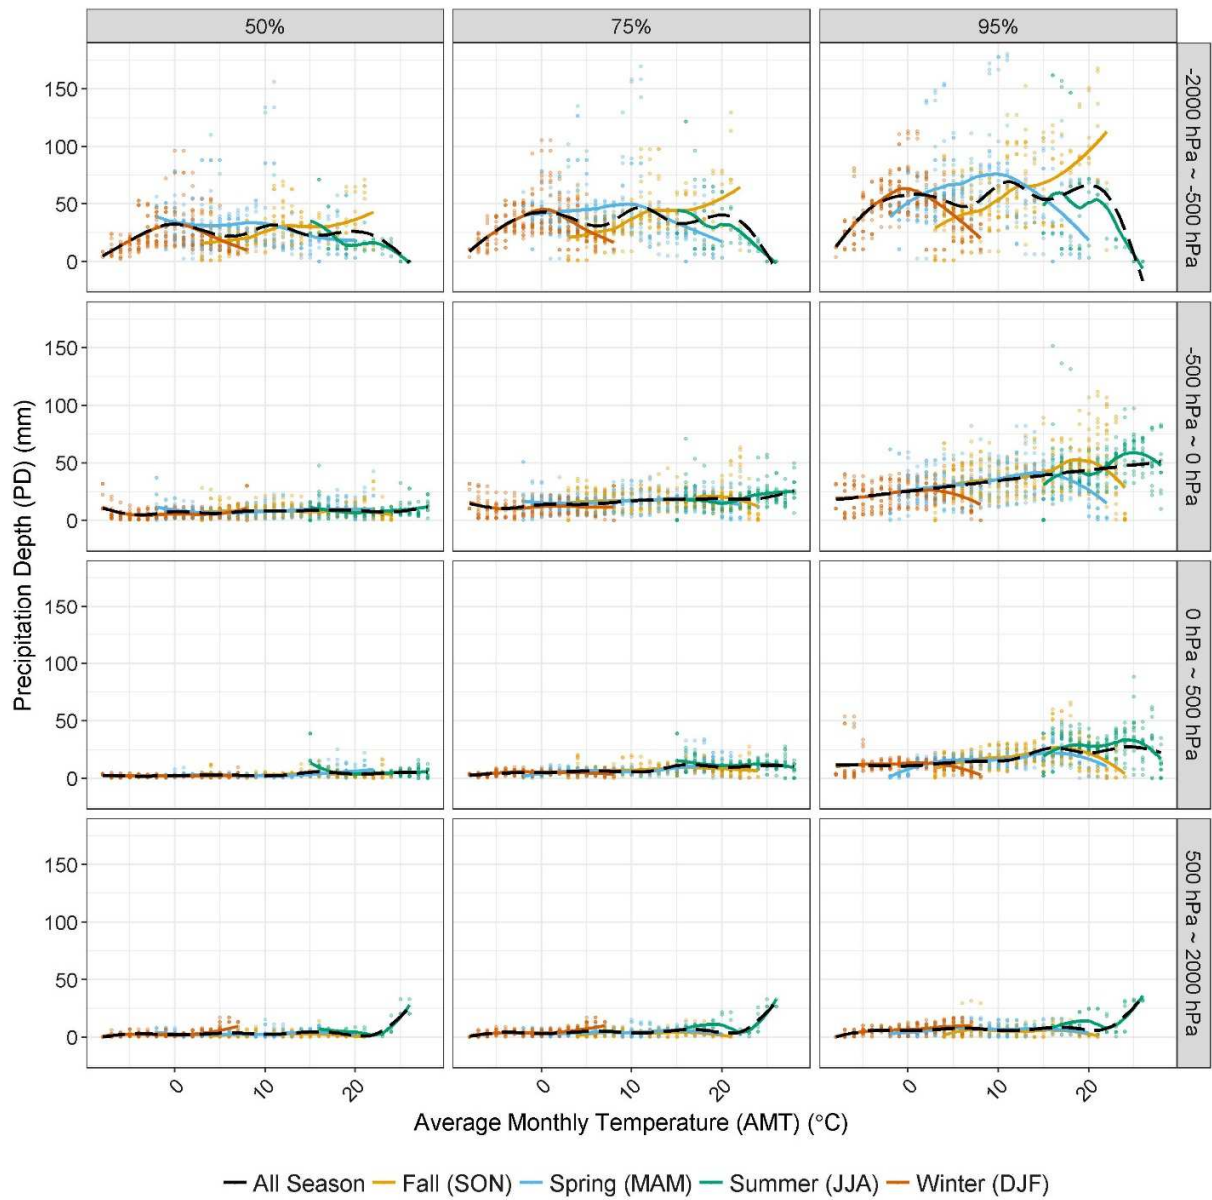 50% 75% 95%
-2000 hPa ~ -500 hPa
150
100
50
0
-500 hPa ~ 0 hPa
150
100
50
0
0 hPa ~ 500 hPa
150
100
50
0
500 hPa ~ 2000 hPa
150
100
50
0
Precipitation Depth (PD) (mm)
0 10 20 0 10 20 0 10 20
Average Monthly Temperature (AMT) (°C)
All Season Fall (SON) Spring (MAM) Summer (JJA) Winter (DJF)